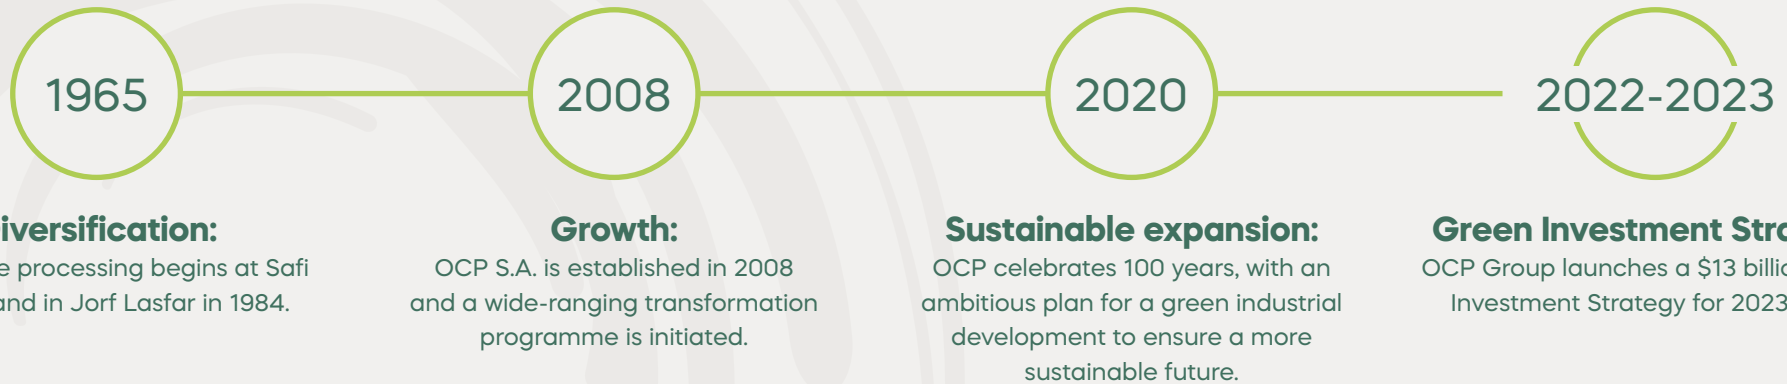 1965
2008
2020
2022-2023
iversification:
e processing begins at Safi
and in Jorf Lasfar in 1984.
Growth:
OCP S.A. is established in 2008
and a wide-ranging transformation
programme is initiated.
Sustainable expansion:
OCP celebrates 100 years, with an
ambitious plan for a green industrial
development to ensure a more
sustainable future.
Green Investment Stra
OCP Group launches a $13 billi
Investment Strategy for 2023